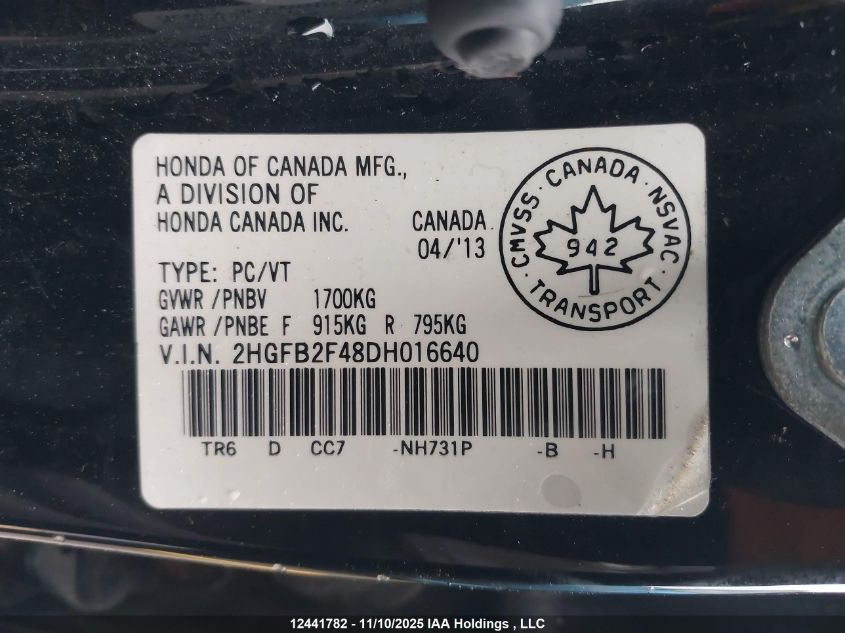 HONDA OF CANADA MFG.,
A DIVISION OF
HONDA CANADA INC.
CANADA
04/'13
CMVSS · CANADA · NSVAC
942
· TRANSPORT ·
TYPE: PC/VT
GVWR /PNBV 1700KG
GAWR /PNBE F 915KG R 795KG
V.I.N. 2HGFB2F48DH016640
TR6 D CC7 -NH731P -B -H
12441782 - 11/10/2025 IAA Holdings , LLC